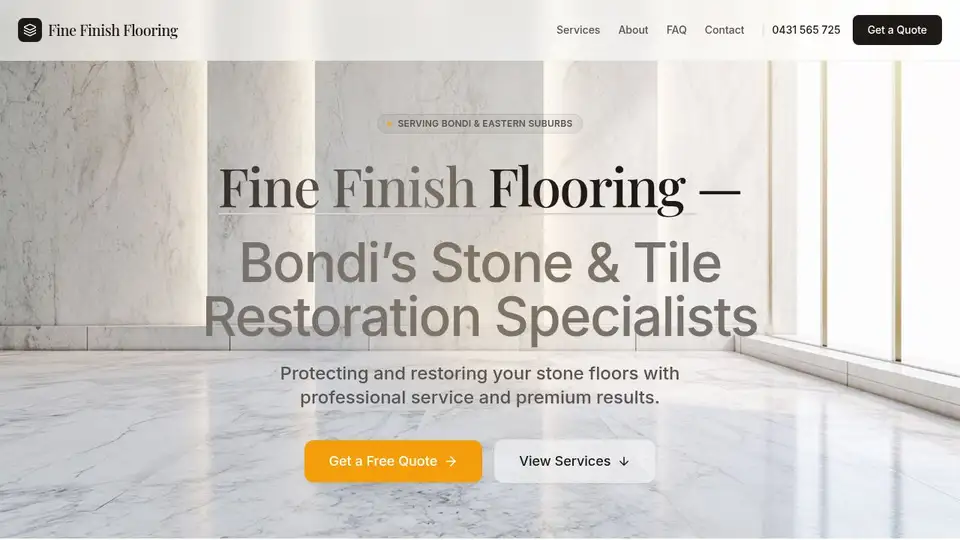 Fine Finish Flooring
Services
About
FAQ
Contact
0431 565 725
Get a Quote
SERVING BONDI & EASTERN SUBURBS
Fine Finish Flooring —
Bondi’s Stone & Tile
Restoration Specialists
Protecting and restoring your stone floors with
professional service and premium results.
Get a Free Quote →
View Services ↓